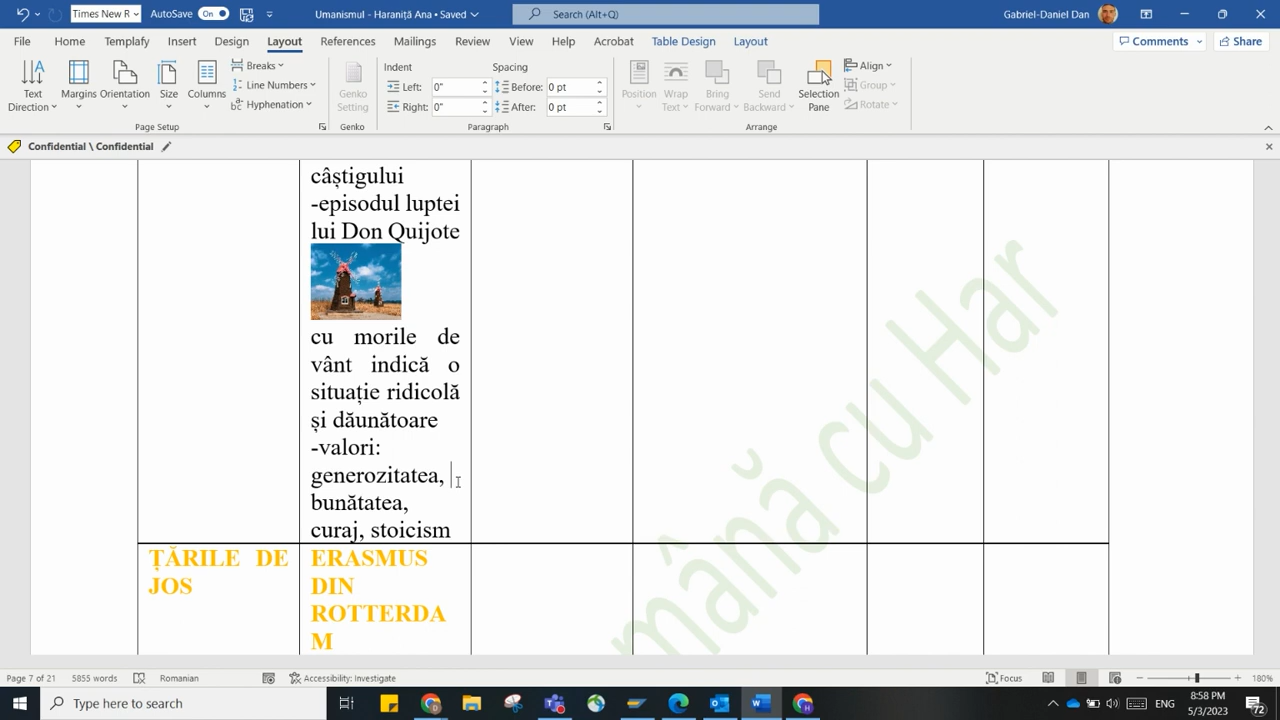 Times New R
AutoSave On
Umanismul - Haraniță Ana • Saved
Search (Alt+Q)
Gabriel-Daniel Dan
File Home Templafy Insert Design Layout References Mailings Review View Help Acrobat Table Design Layout
Comments Share
Text Direction
Margins
Orientation
Size
Columns
Breaks
Line Numbers
Hyphenation
Page Setup
Genko Setting
Genko
Indent
Left: 0"
Right: 0"
Spacing
Before: 0 pt
After: 0 pt
Paragraph
Position
Wrap Text
Bring Forward
Send Backward
Selection Pane
Align
Group
Rotate
Arrange
Confidential \ Confidential
câștigului
-episodul luptei
lui Don Quijote
cu morile de
vânt indică o
situație ridicolă
și dăunătoare
-valori:
generozitatea,
bunătatea,
curaj, stoicism
ȚĂRILE DE
JOS
ERASMUS
DIN
ROTTERDA
M
mână cu Har
Page 7 of 21 5855 words Romanian Accessibility: Investigate Focus 180%
Type here to search
ENG
8:58 PM
5/3/2023
72